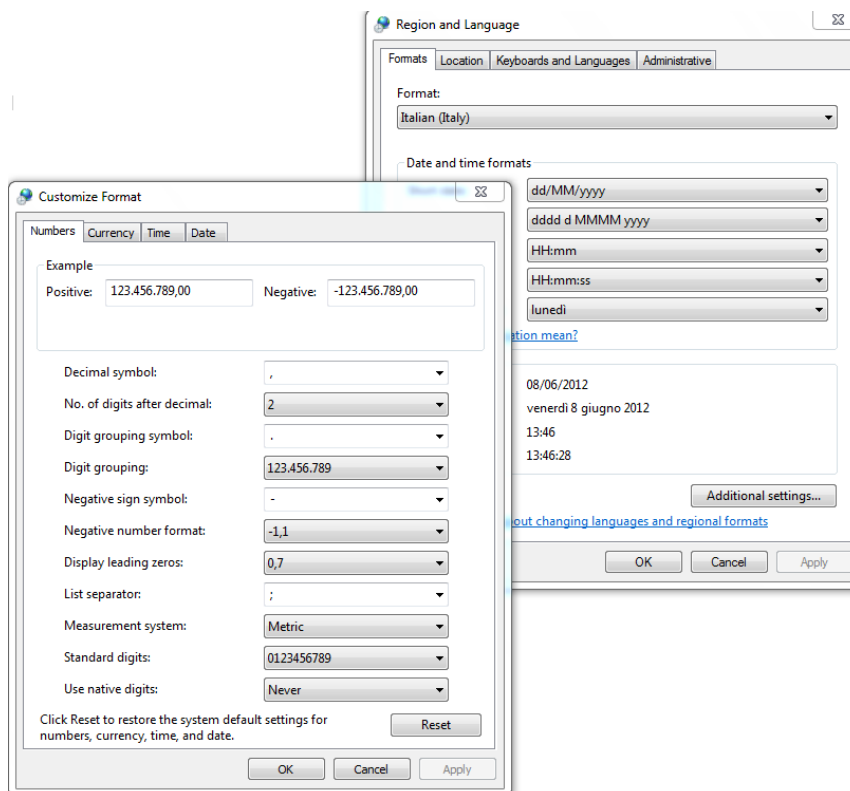 Region and Language
Formats Location Keyboards and Languages Administrative
Format:
Italian (Italy)
Date and time formats
dd/MM/yyyy
dddd d MMMM yyyy
HH:mm
HH:mm:ss
lunedì
ation mean?
08/06/2012
venerdì 8 giugno 2012
13:46
13:46:28
Additional settings...
out changing languages and regional formats
OK Cancel Apply
Customize Format
Numbers Currency Time Date
Example
Positive: 123.456.789,00 Negative: -123.456.789,00
Decimal symbol: ,
No. of digits after decimal: 2
Digit grouping symbol: .
Digit grouping: 123.456.789
Negative sign symbol: -
Negative number format: -1,1
Display leading zeros: 0,7
List separator: ;
Measurement system: Metric
Standard digits: 0123456789
Use native digits: Never
Click Reset to restore the system default settings for
numbers, currency, time, and date.
Reset
OK Cancel Apply